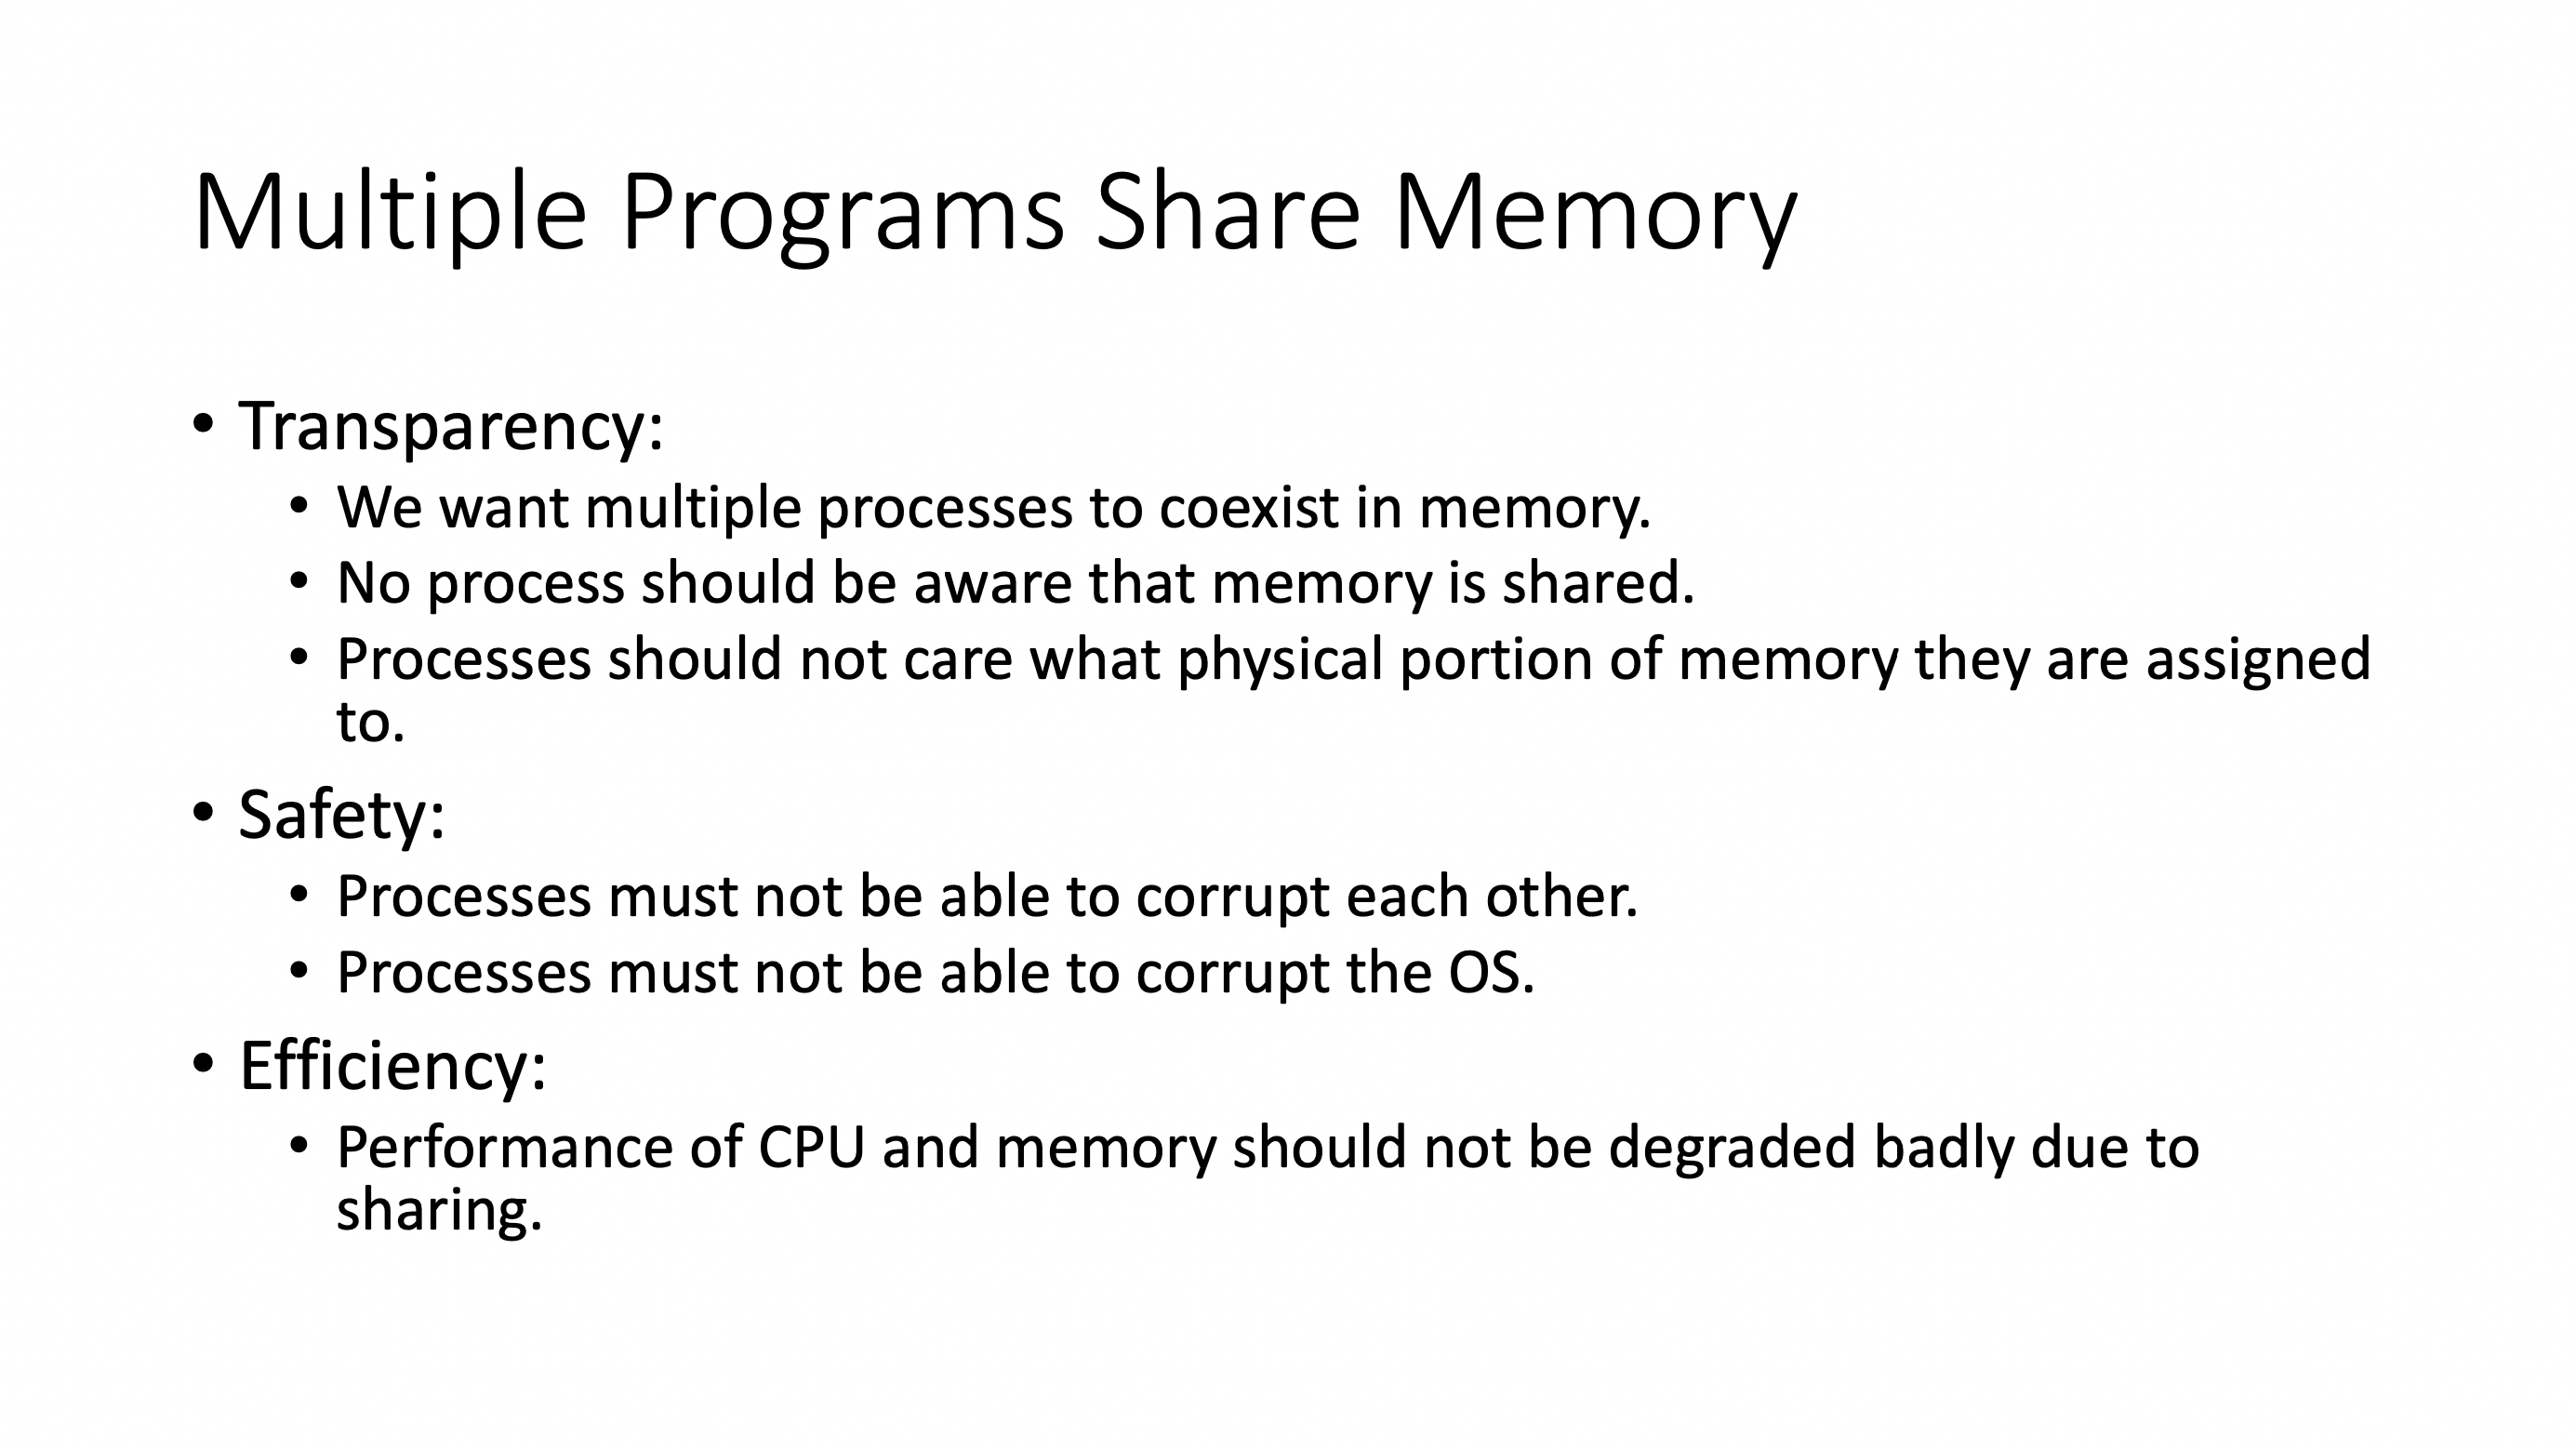 Multiple Programs Share Memory
• Transparency:
• We want multiple processes to coexist in memory.
• No process should be aware that memory is shared.
• Processes should not care what physical portion of memory they are assigned
to.
• Safety:
• Processes must not be able to corrupt each other.
• Processes must not be able to corrupt the OS.
• Efficiency:
• Performance of CPU and memory should not be degraded badly due to
sharing.